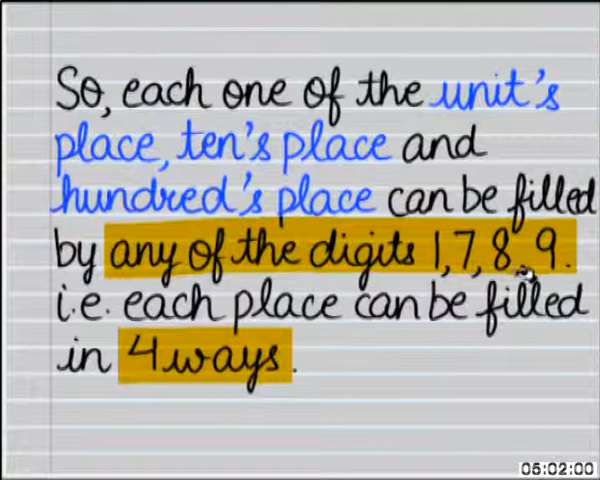 So, each one of the unit's
place, ten's place and
hundred's place can be filled
by any of the digits 1, 7, 8, 9.
i.e. each place can be filled
in 4 ways.
05:02:00